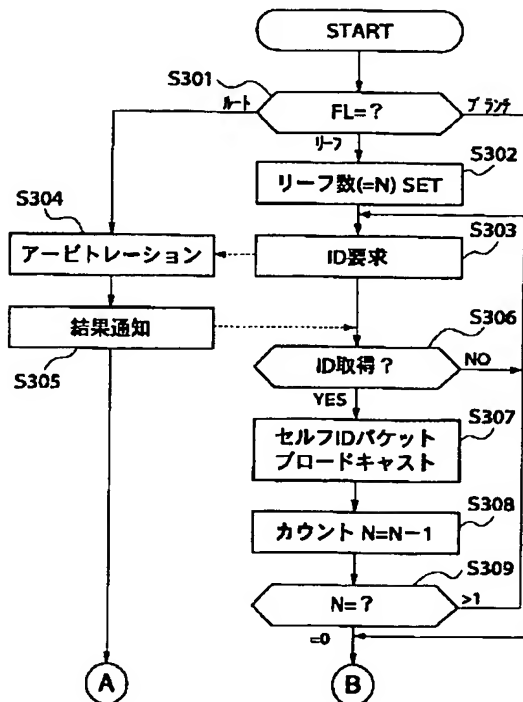 START
S301
ルート
FL=?
ブランチ
リーフ
S302
リーフ数(=N) SET
S304
S303
アービトレーション
ID要求
結果通知
S305
S306
ID取得?
NO
YES
S307
セルフIDパケット
ブロードキャスト
S308
カウント N=N−1
S309
N=?
>1
=0
A
B